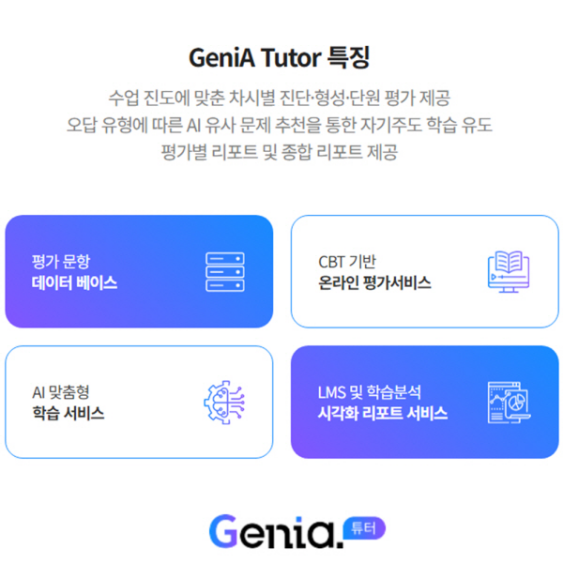 GeniA Tutor 특징
수업 진도에 맞춘 차시별 진단·형성·단원 평가 제공
오답 유형에 따른 AI 유사 문제 추천을 통한 자기주도 학습 유도
평가별 리포트 및 종합 리포트 제공
평가 문항
데이터 베이스
CBT 기반
온라인 평가서비스
AI 맞춤형
학습 서비스
LMS 및 학습분석
시각화 리포트 서비스
Genia. 튜터